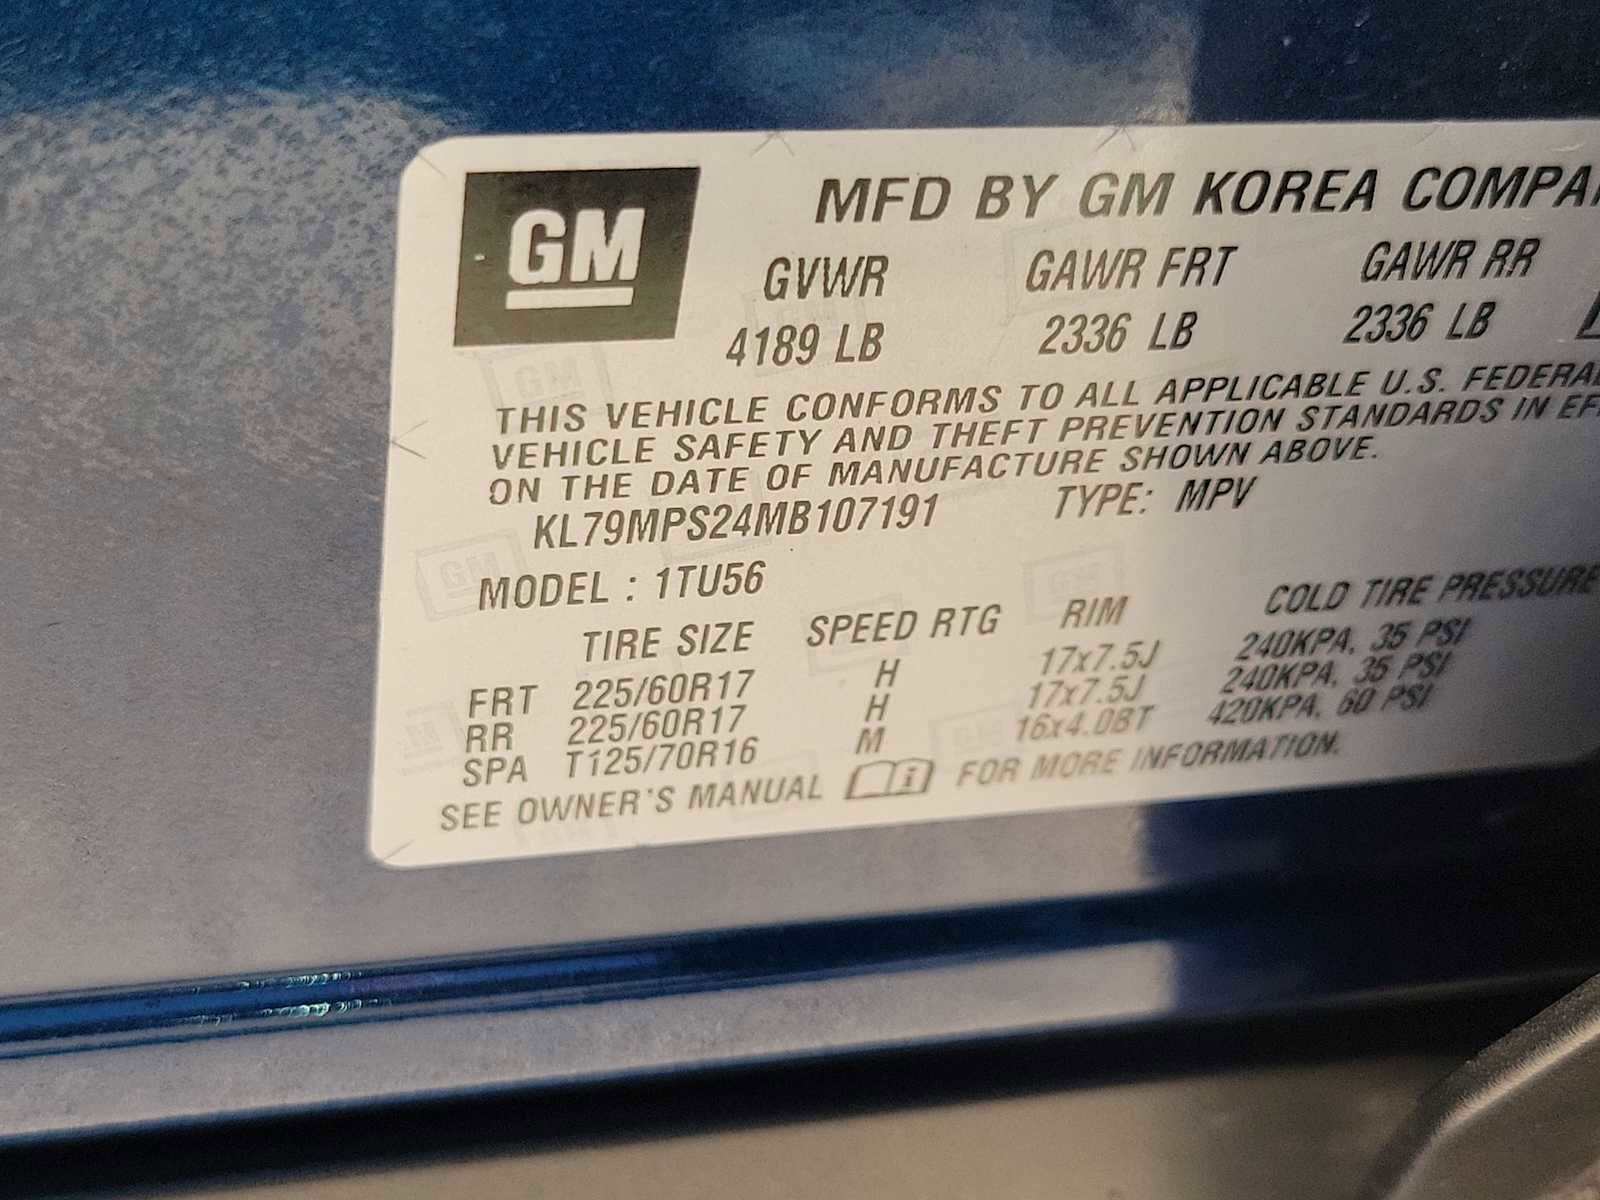 GM
MFD BY GM KOREA
GVWR GAWR FRT GAWR RR
4189 LB 2336 LB 2336 LB
THIS VEHICLE CONFORMS TO ALL APPLICABLE U.S. FEDERAL
VEHICLE SAFETY AND THEFT PREVENTION STANDARDS IN
ON THE DATE OF MANUFACTURE SHOWN ABOVE.
KL79MPS24MB107191 TYPE: MPV
MODEL : 1TU56
TIRE SIZE SPEED RTG RIM COLD TIRE PRESSURE
FRT 225/60R17 H 17x7.5J 240KPA, 35 PSI
RR 225/60R17 H 17x7.5J 240KPA, 35 PSI
SPA T125/70R16 M 16x4.0BT 420KPA, 60 PSI
SEE OWNER'S MANUAL FOR MORE INFORMATION.